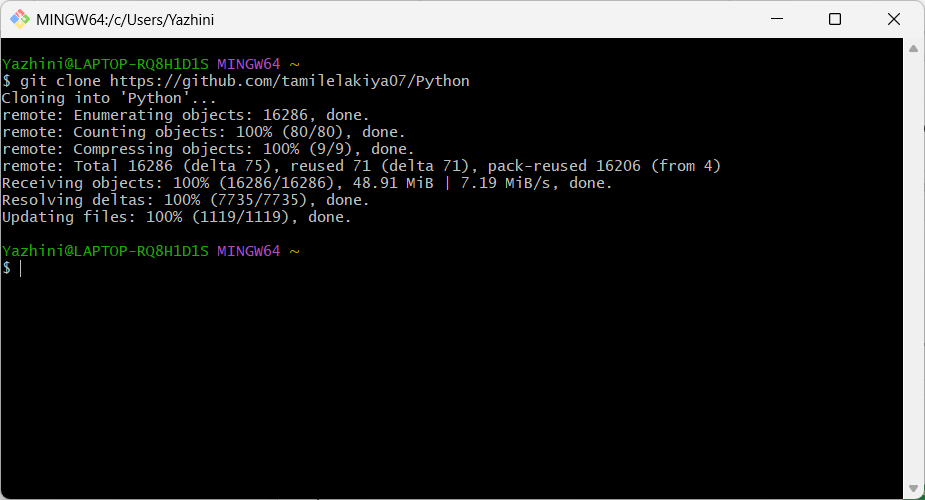 MINGW64:/c/Users/Yazhini
Yazhini@LAPTOP-RQ8H1D1S MINGW64 ~
$ git clone https://github.com/tamilelakiya07/Python
Cloning into 'Python'...
remote: Enumerating objects: 16286, done.
remote: Counting objects: 100% (80/80), done.
remote: Compressing objects: 100% (9/9), done.
remote: Total 16286 (delta 75), reused 71 (delta 71), pack-reused 16206 (from 4)
Receiving objects: 100% (16286/16286), 48.91 MiB | 7.19 MiB/s, done.
Resolving deltas: 100% (7735/7735), done.
Updating files: 100% (1119/1119), done.
Yazhini@LAPTOP-RQ8H1D1S MINGW64 ~
$